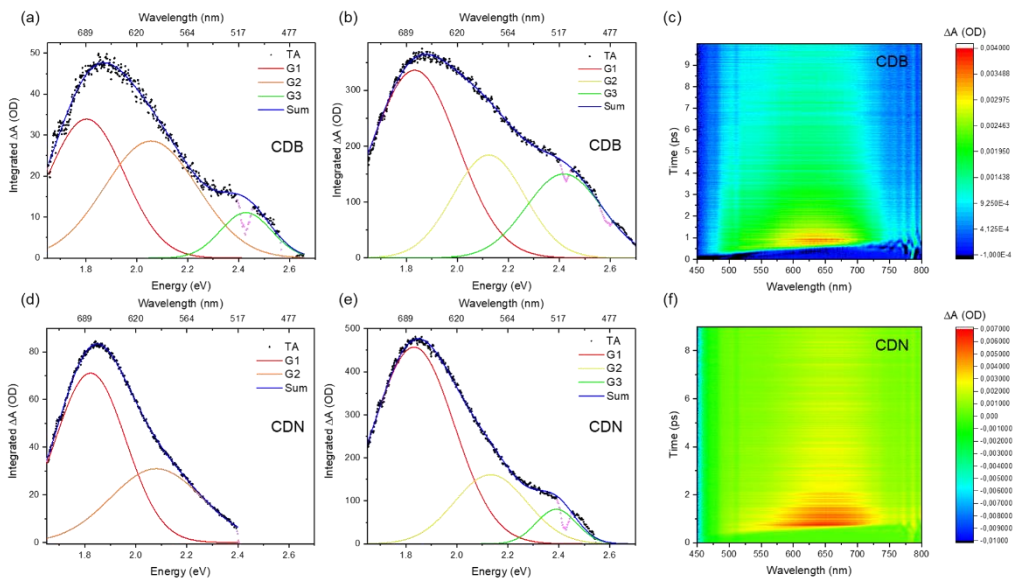 (a)
Wavelength (nm)
689 620 564 517 477
50
40
30
20
10
0
Integrated ΔA (OD)
TA
G1
G2
G3
Sum
CDB
1.8 2.0 2.2 2.4 2.6
Energy (eV)
(b)
Wavelength (nm)
689 620 564 517 477
300
200
100
0
Integrated ΔA (OD)
TA
G1
G2
G3
Sum
CDB
1.8 2.0 2.2 2.4 2.6
Energy (eV)
(c)
CDB
9
8
7
6
5
4
3
2
1
0
Time (ps)
450 500 550 600 650 700 750 800
Wavelength (nm)
ΔA (OD)
0.004000
0.003488
0.002975
0.002463
0.001950
0.001438
9.250E-4
4.125E-4
-1.000E-4
(d)
Wavelength (nm)
689 620 564 517 477
80
60
40
20
0
Integrated ΔA (OD)
TA
G1
G2
Sum
CDN
1.8 2.0 2.2 2.4 2.6
Energy (eV)
(e)
Wavelength (nm)
689 620 564 517 477
500
400
300
200
100
0
Integrated ΔA (OD)
TA
G1
G2
G3
Sum
CDN
1.8 2.0 2.2 2.4 2.6
Energy (eV)
(f)
CDN
8
6
4
2
0
Time (ps)
450 500 550 600 650 700 750 800
Wavelength (nm)
ΔA (OD)
0.007000
0.006000
0.005000
0.004000
0.003000
0.002000
0.001000
0.000
-0.001000
-0.002000
-0.003000
-0.004000
-0.005000
-0.006000
-0.007000
-0.008000
-0.009000
-0.01000